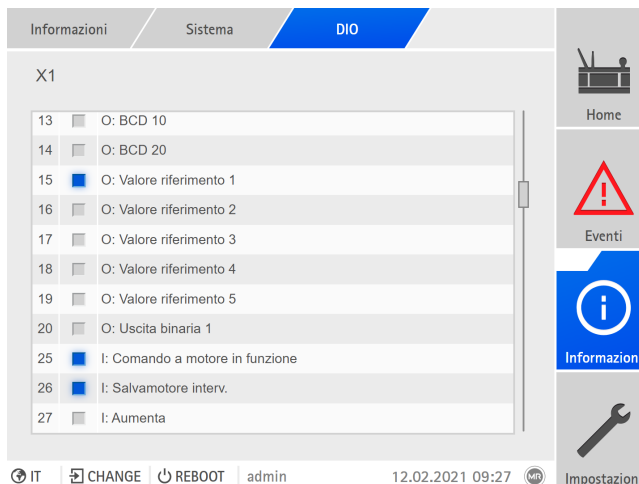 Informazioni
Sistema
DIO
X1
13 O: BCD 10
14 O: BCD 20
15 O: Valore riferimento 1
16 O: Valore riferimento 2
17 O: Valore riferimento 3
18 O: Valore riferimento 4
19 O: Valore riferimento 5
20 O: Uscita binaria 1
25 I: Comando a motore in funzione
26 I: Salvamotore interv.
27 I: Aumenta
Home
Eventi
Informazion
Impostazion
IT CHANGE REBOOT admin 12.02.2021 09:27 MR